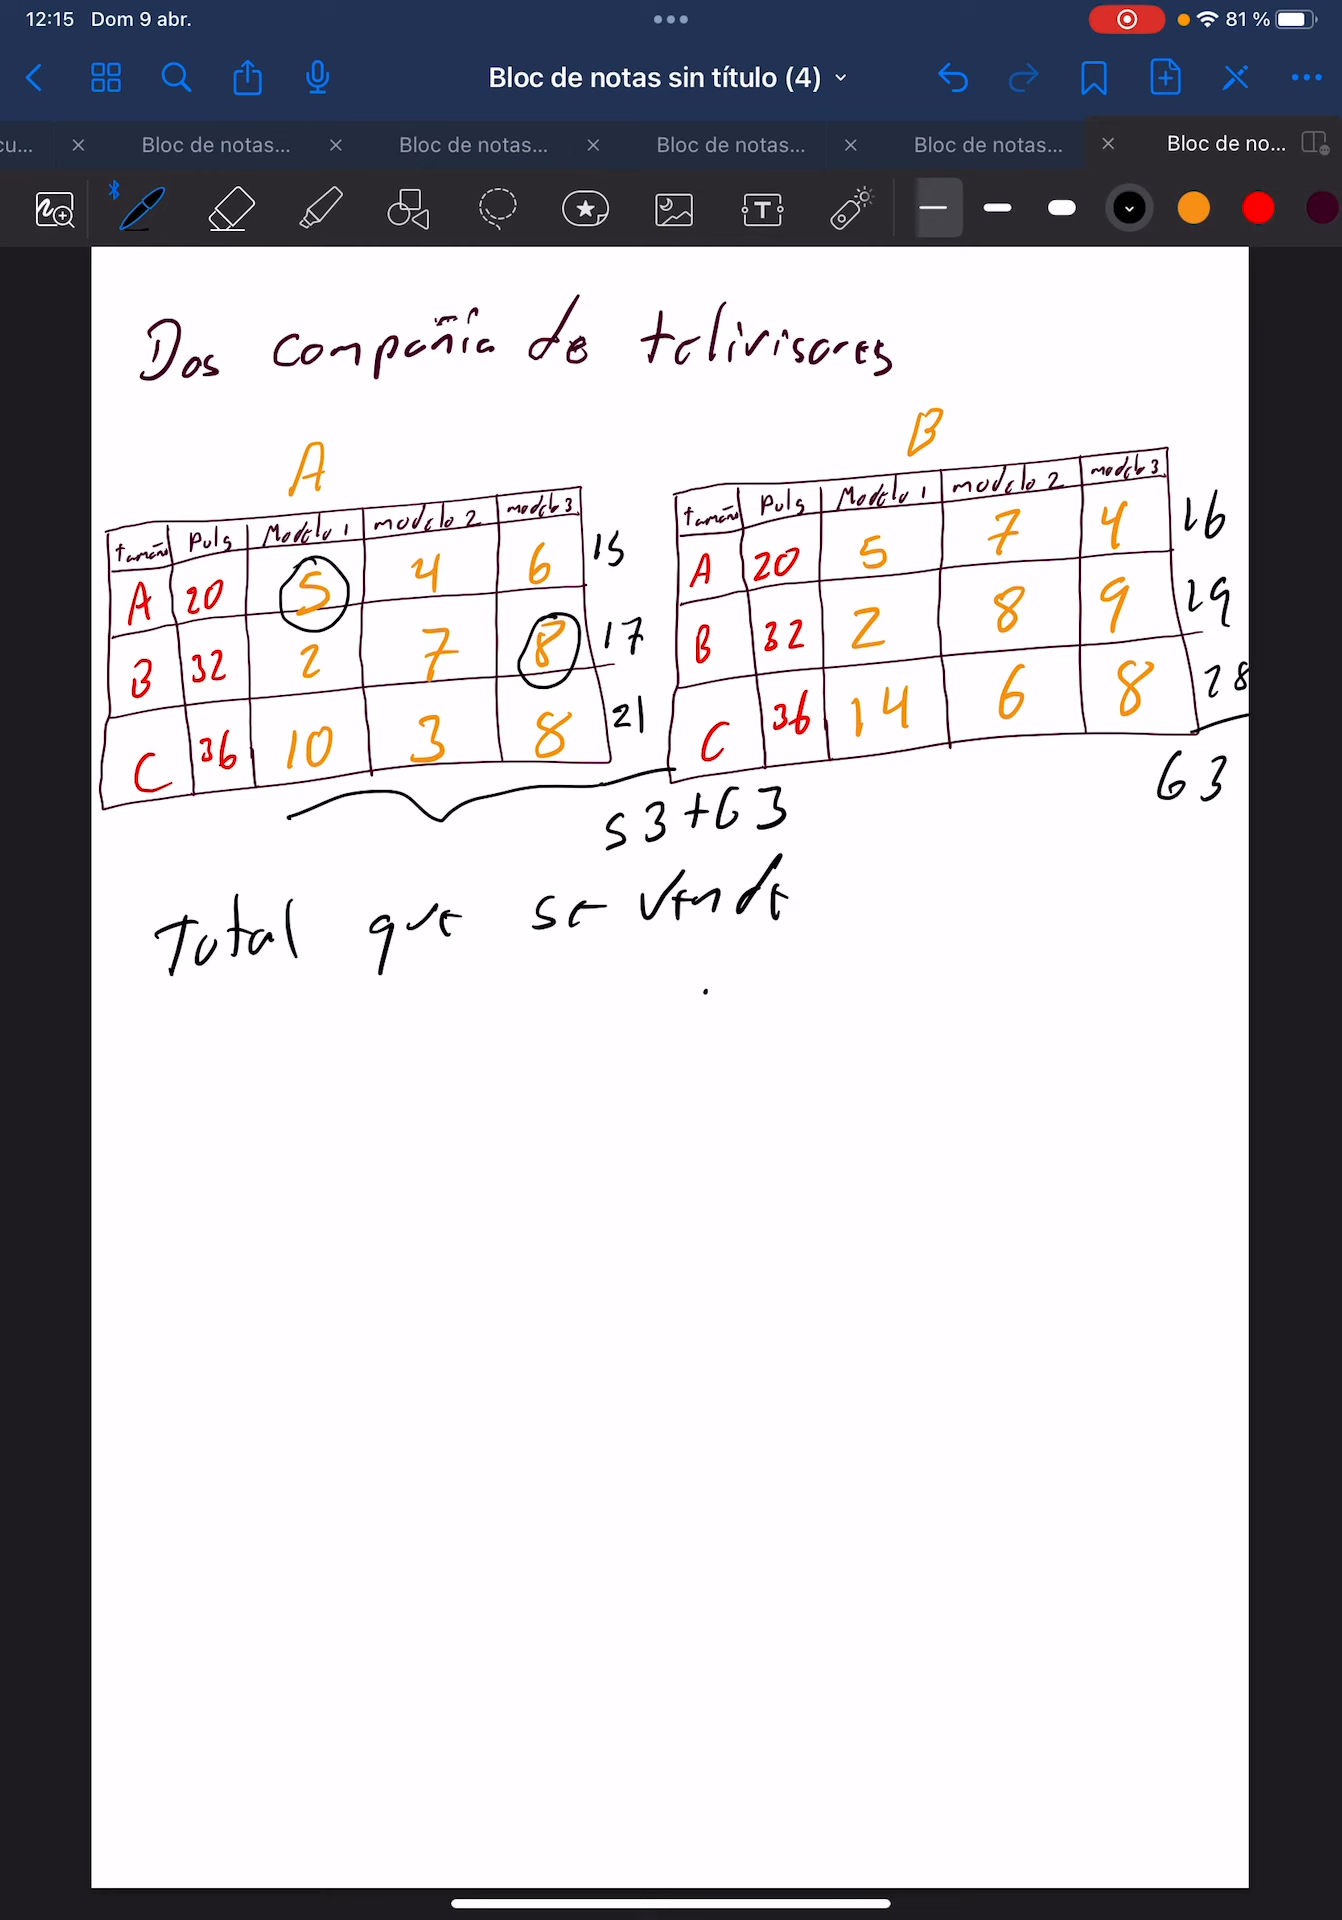 12:15 Dom 9 abr. 81 %
Bloc de notas sin título (4)
cu... Bloc de notas... Bloc de notas... Bloc de notas... Bloc de notas... Bloc de no...
T
Dos compañia de telivisores
A B
tamaño Pulg Modelo 1 modelo 2 modelo 3
A 20 5 4 6 15
B 32 2 7 8 17
C 36 10 3 8 21
tamaño Pulg Modelo 1 modelo 2 modelo 3
A 20 5 7 4 16
B 32 2 8 9 19
C 36 14 6 8 28
63
53+63
Total que se vende